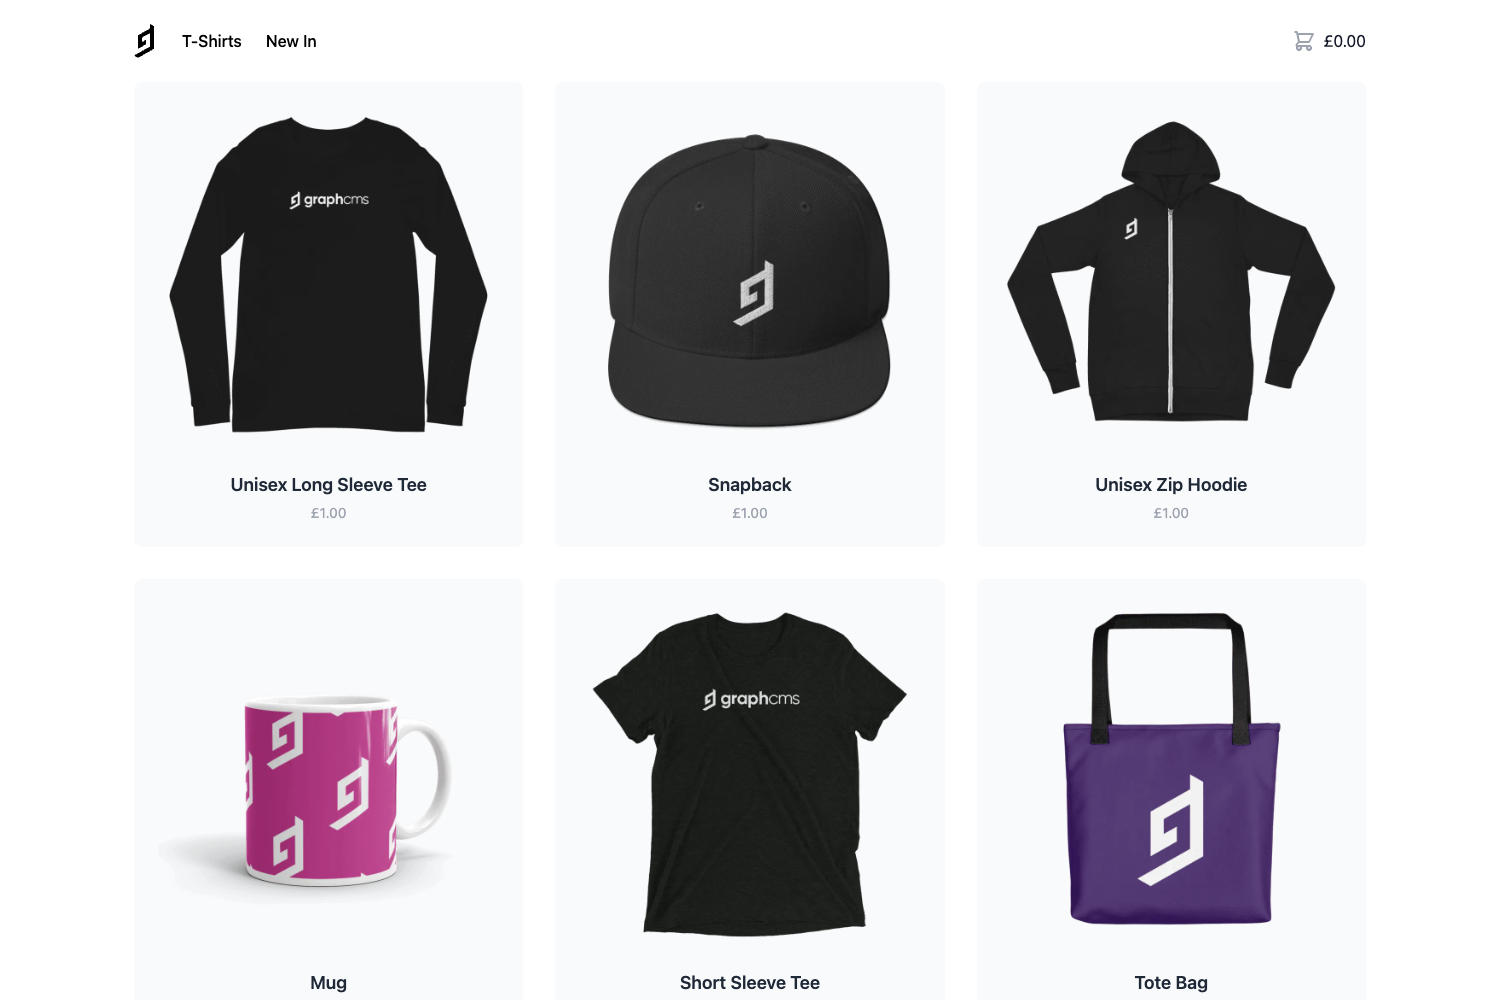 T-Shirts New In £0.00
graphcms
Unisex Long Sleeve Tee
£1.00
Snapback
£1.00
Unisex Zip Hoodie
£1.00
graphcms
Mug
Short Sleeve Tee
Tote Bag